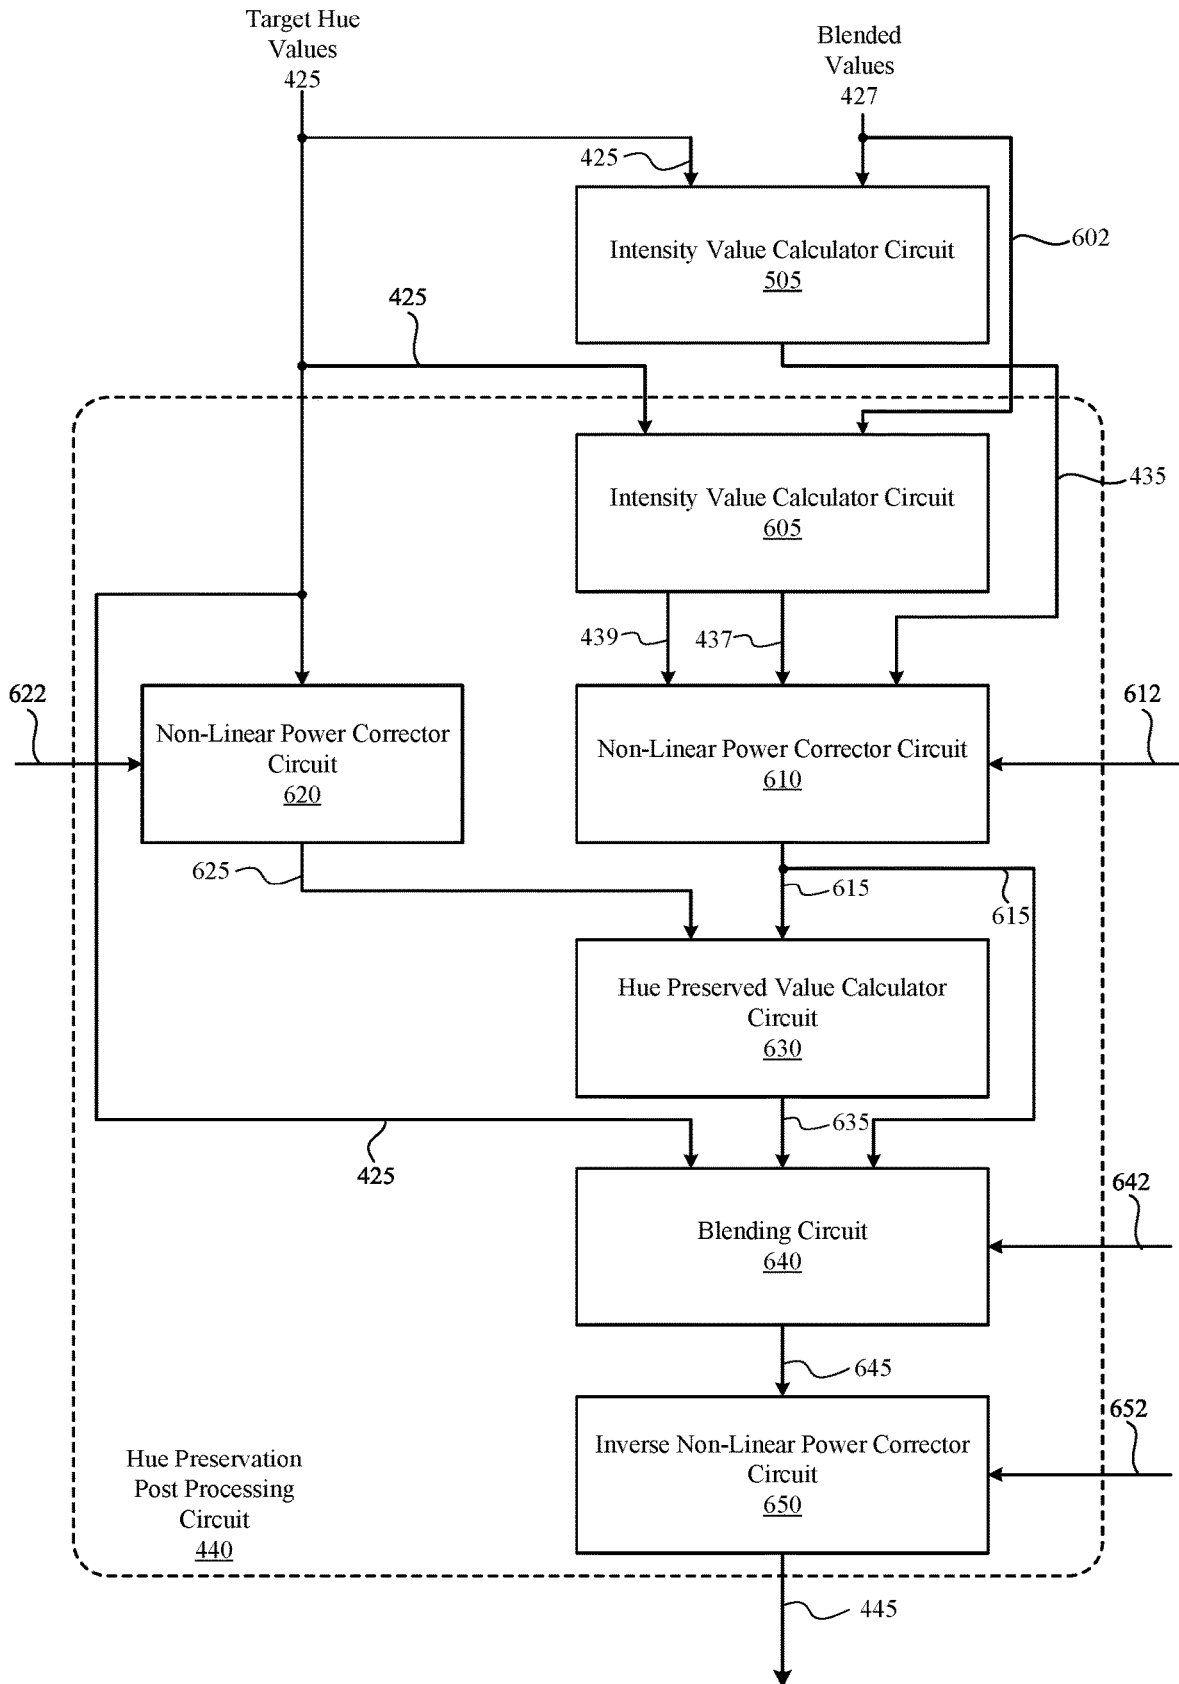 Target Hue
Values
425
Blended
Values
427
425
602
Intensity Value Calculator Circuit
505
425
435
Intensity Value Calculator Circuit
605
439
437
622
612
Non-Linear Power Corrector
Circuit
620
Non-Linear Power Corrector Circuit
610
625
615
615
Hue Preserved Value Calculator
Circuit
630
635
425
642
Blending Circuit
640
645
652
Inverse Non-Linear Power Corrector
Circuit
650
Hue Preservation
Post Processing
Circuit
440
445